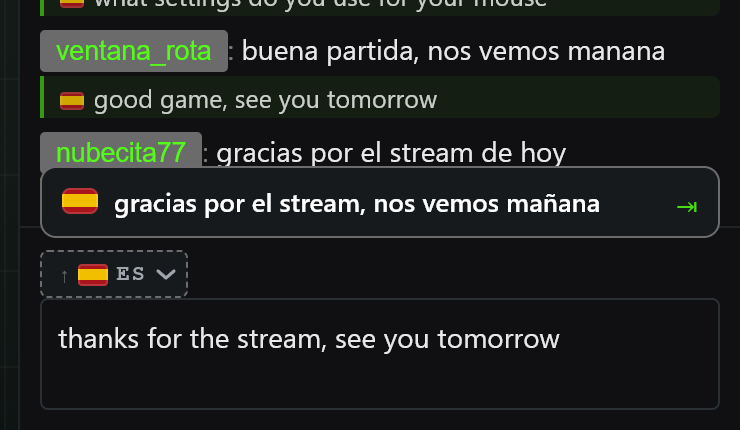 what settings do you use for your mouse
ventana_rota: buena partida, nos vemos manana
good game, see you tomorrow
nubecita77: gracias por el stream de hoy
gracias por el stream, nos vemos mañana ⇥
↑ ES
thanks for the stream, see you tomorrow